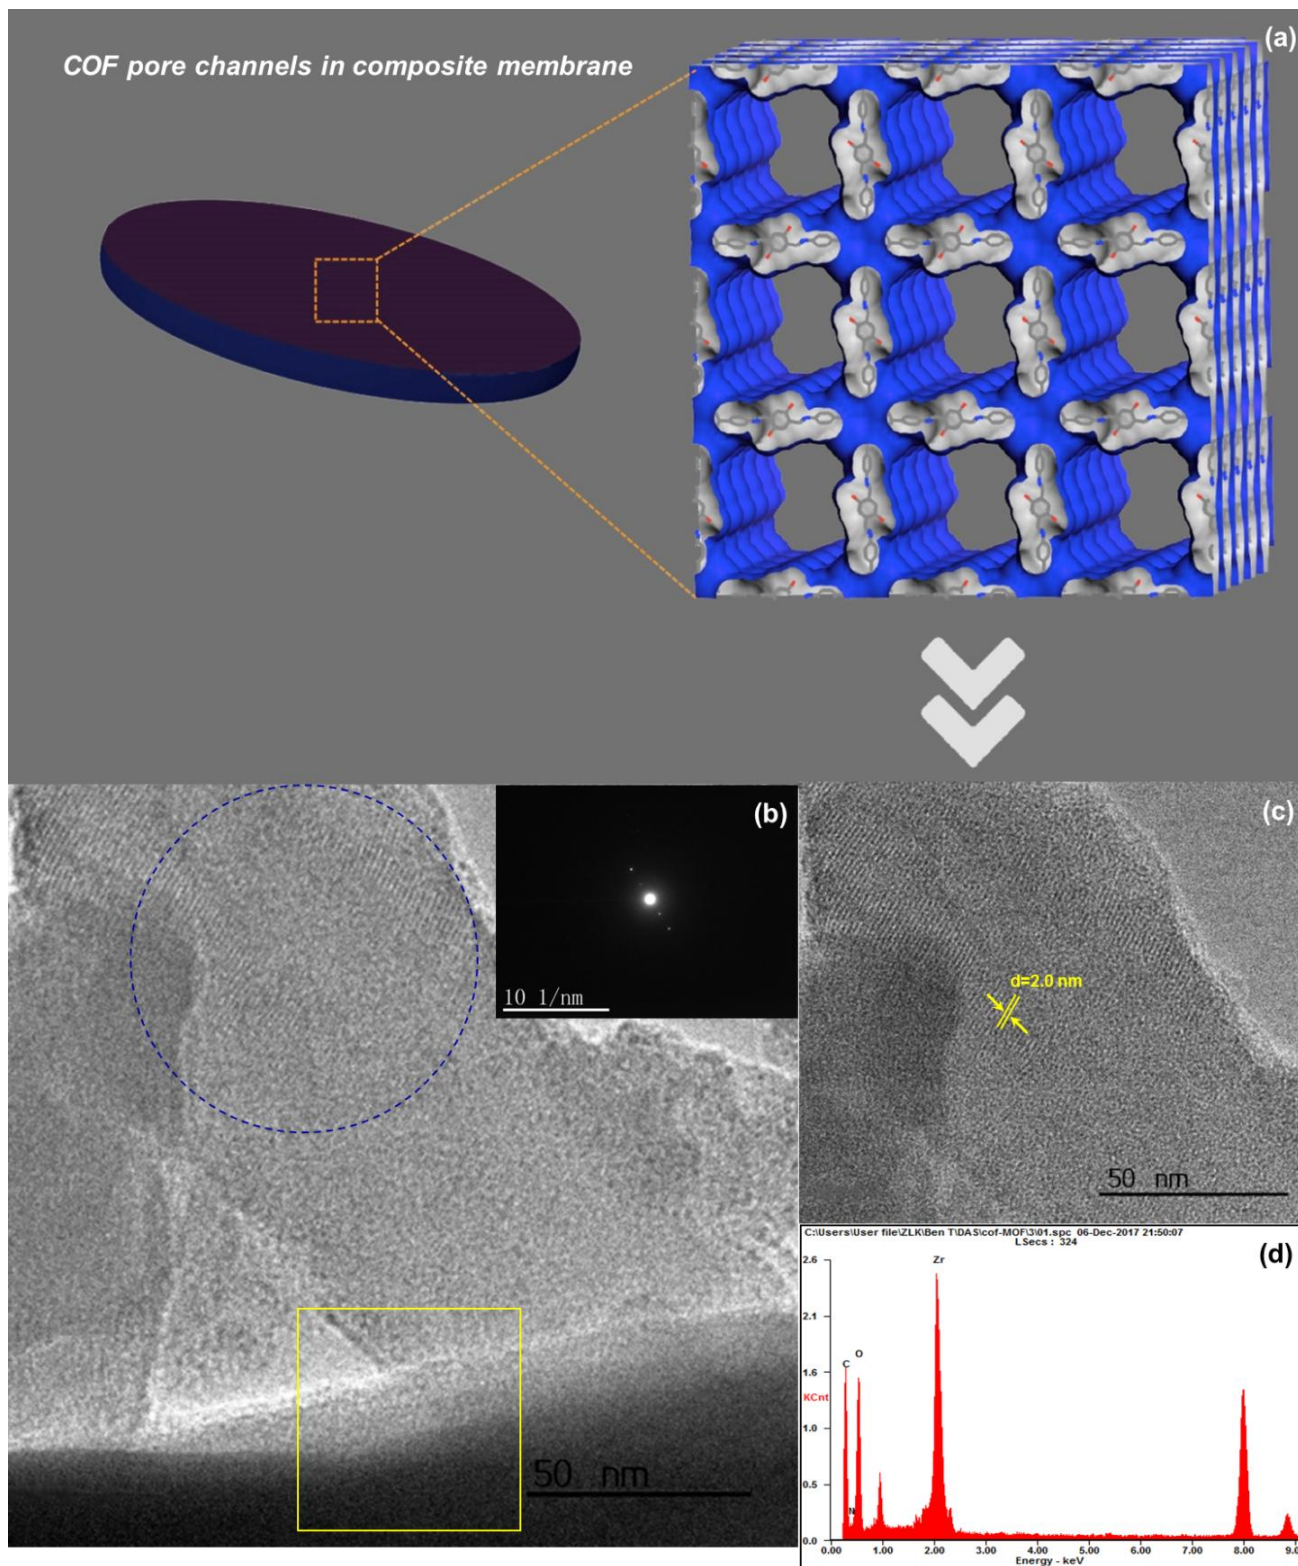 (a)
COF pore channels in composite membrane
(b)
10 1/nm
50 nm
(c)
d=2.0 nm
50 nm
C:\Users\User file\ZLK\Ben T\DAS\cof-MOF\3\01.spc 06-Dec-2017 21:50:07
LSecs : 324
(d)
2.6
2.1
1.6
KCnt
1.0
0.5
0.0
C
O
N
Zr
0.00 1.00 2.00 3.00 4.00 5.00 6.00 7.00 8.00 9.0
Energy - keV